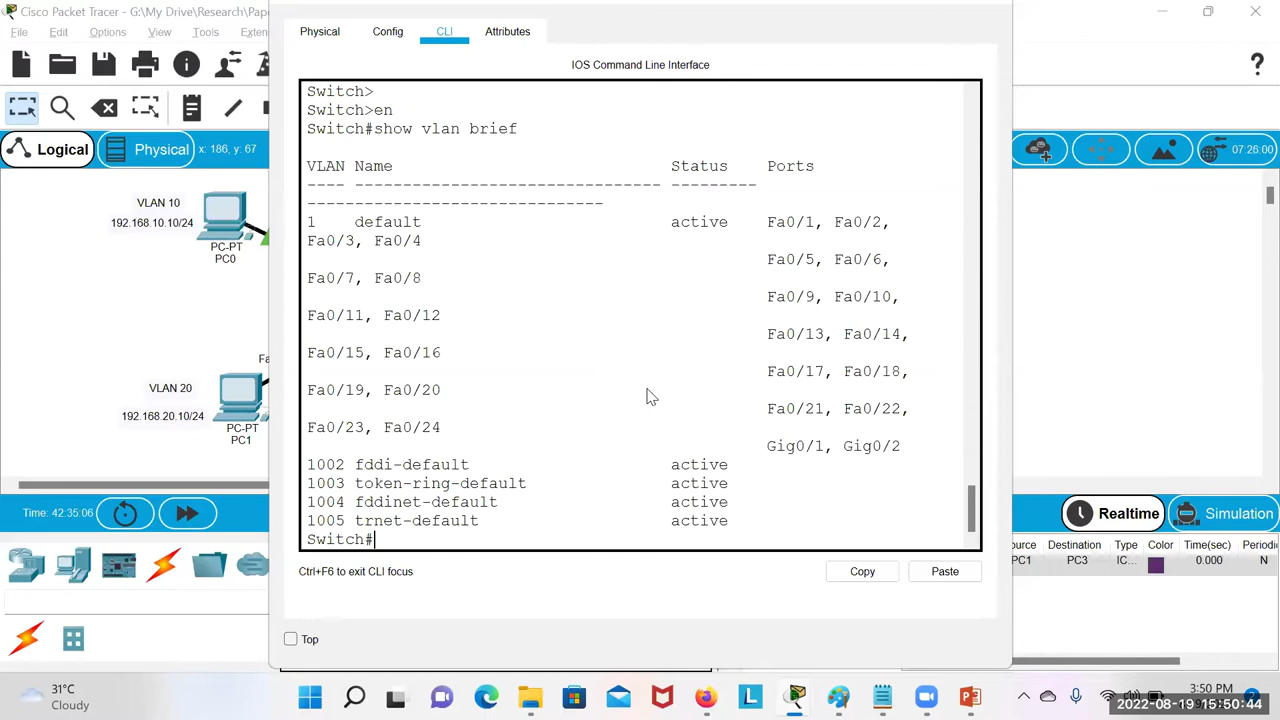 Cisco Packet Tracer - G:\My Drive\Research\Pap
File Edit Options View Tools Exten
Physical Config CLI Attributes
IOS Command Line Interface
Logical Physical x: 186, y: 67
07:26:00
Switch>
Switch>en
Switch#show vlan brief
VLAN Name Status Ports
---- -------------------------------- ---------
-------------------------------
1 default active Fa0/1, Fa0/2,
Fa0/3, Fa0/4
Fa0/5, Fa0/6,
Fa0/7, Fa0/8
Fa0/9, Fa0/10,
Fa0/11, Fa0/12
Fa0/13, Fa0/14,
Fa0/15, Fa0/16
Fa0/17, Fa0/18,
Fa0/19, Fa0/20
Fa0/21, Fa0/22,
Fa0/23, Fa0/24
Gig0/1, Gig0/2
1002 fddi-default active
1003 token-ring-default active
1004 fddinet-default active
1005 trnet-default active
Switch#
VLAN 10
192.168.10.10/24
PC-PT
PC0
Fa
VLAN 20
192.168.20.10/24
PC-PT
PC1
Time: 42:35:06
Realtime Simulation
Ctrl+F6 to exit CLI focus
Copy Paste
Top
ource Destination Type Color Time(sec) Periodi
PC1 PC3 IC... 0.000 N
31°C
Cloudy
3:50 PM
2022-08-19 15:50:44